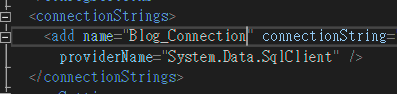 <connectionStrings>
<add name="Blog_Connection" connectionString=
providerName="System.Data.SqlClient" />
</connectionStrings>